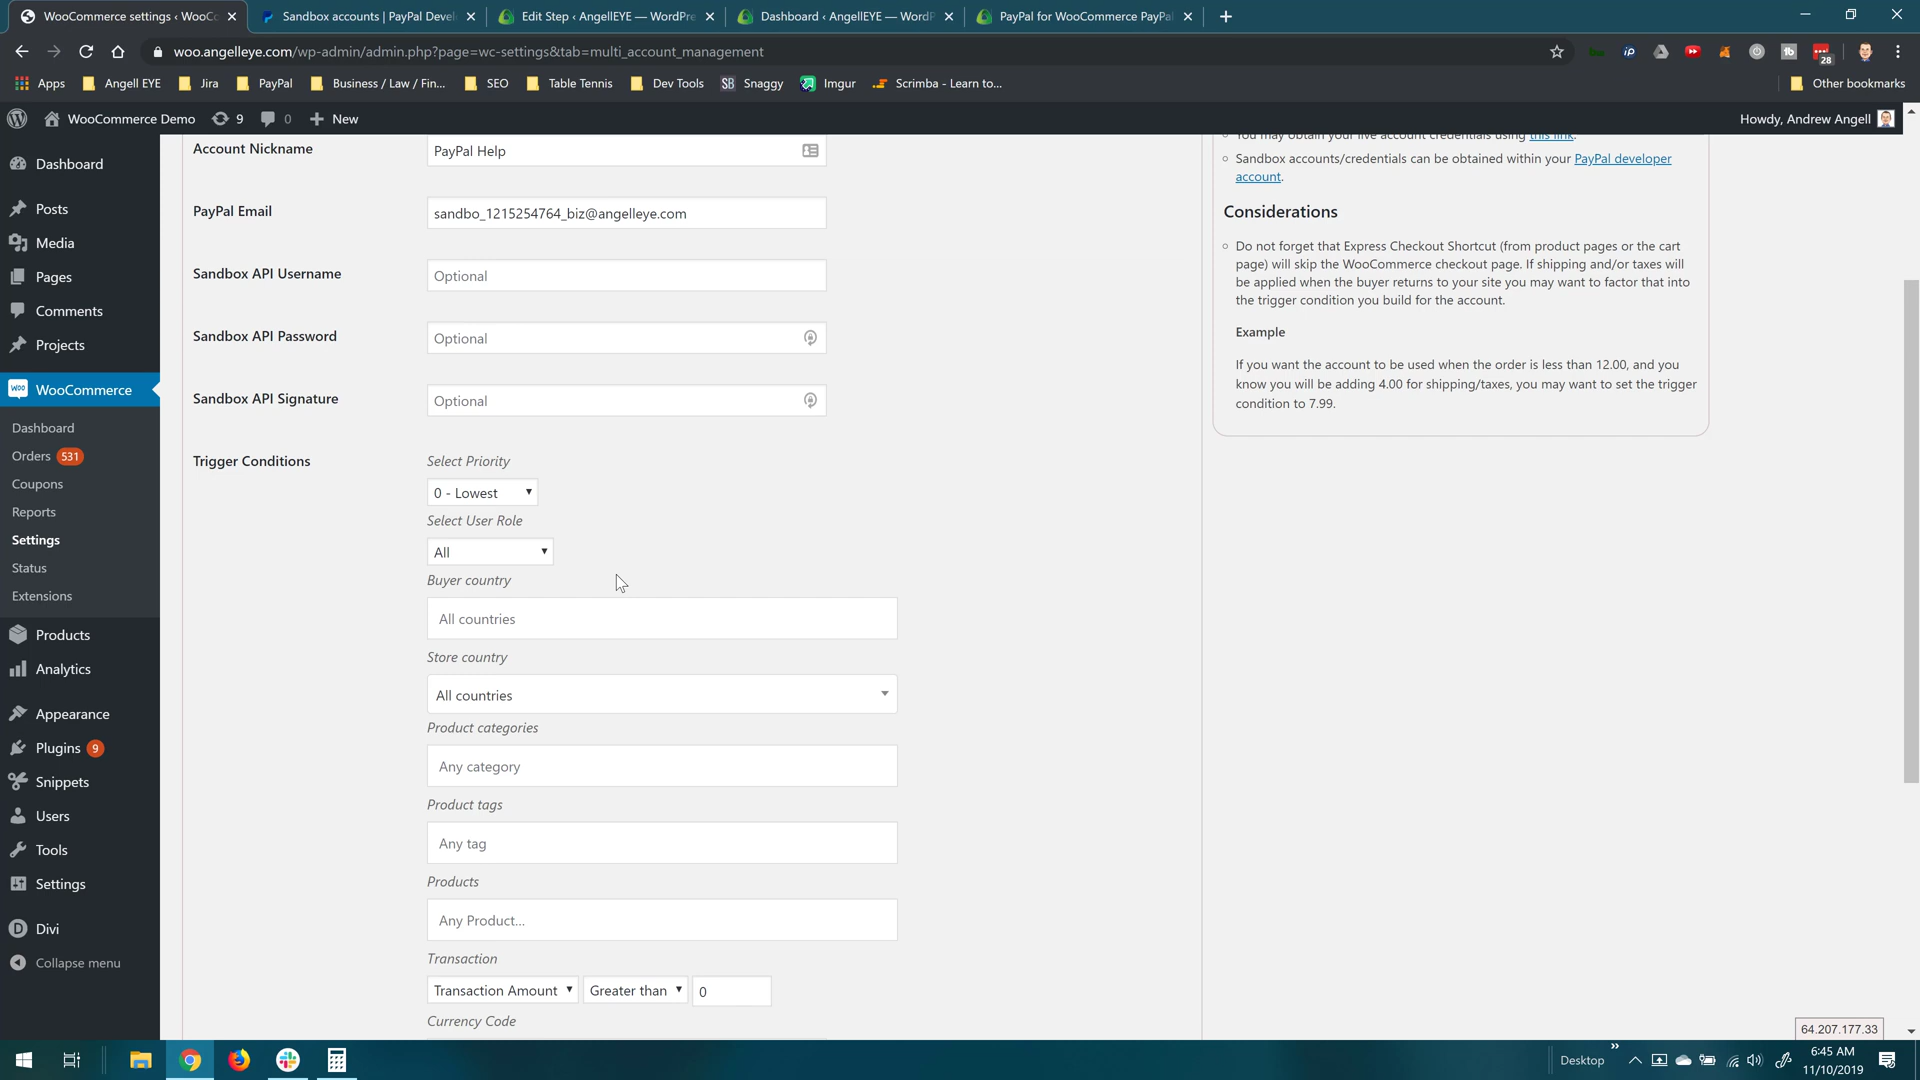 WooCommerce settings ‹ WooC
Sandbox accounts | PayPal Devel
Edit Step ‹ AngellEYE — WordPre
Dashboard ‹ AngellEYE — WordP
PayPal for WooCommerce PayPal
woo.angelleye.com/wp-admin/admin.php?page=wc-settings&tab=multi_account_management
28
Apps
Angell EYE
Jira
PayPal
Business / Law / Fin...
SEO
Table Tennis
Dev Tools
SB Snaggy
Imgur
Scrimba - Learn to...
Other bookmarks
WooCommerce Demo
9
0
New
Howdy, Andrew Angell
Dashboard
Posts
Media
Pages
Comments
Projects
WooCommerce
Dashboard
Orders 531
Coupons
Reports
Settings
Status
Extensions
Products
Analytics
Appearance
Plugins 9
Snippets
Users
Tools
Settings
Divi
Collapse menu
Account Nickname
PayPal Help
PayPal Email
sandbo_1215254764_biz@angelleye.com
Sandbox API Username
Optional
Sandbox API Password
Optional
Sandbox API Signature
Optional
Trigger Conditions
Select Priority
0 - Lowest
Select User Role
All
Buyer country
All countries
Store country
All countries
Product categories
Any category
Product tags
Any tag
Products
Any Product...
Transaction
Transaction Amount
Greater than
0
Currency Code
You may obtain your live account credentials using this link.
Sandbox accounts/credentials can be obtained within your PayPal developer
account.
Considerations
Do not forget that Express Checkout Shortcut (from product pages or the cart
page) will skip the WooCommerce checkout page. If shipping and/or taxes will
be applied when the buyer returns to your site you may want to factor that into
the trigger condition you build for the account.
Example
If you want the account to be used when the order is less than 12.00, and you
know you will be adding 4.00 for shipping/taxes, you may want to set the trigger
condition to 7.99.
64.207.177.33
Desktop
6:45 AM
11/10/2019